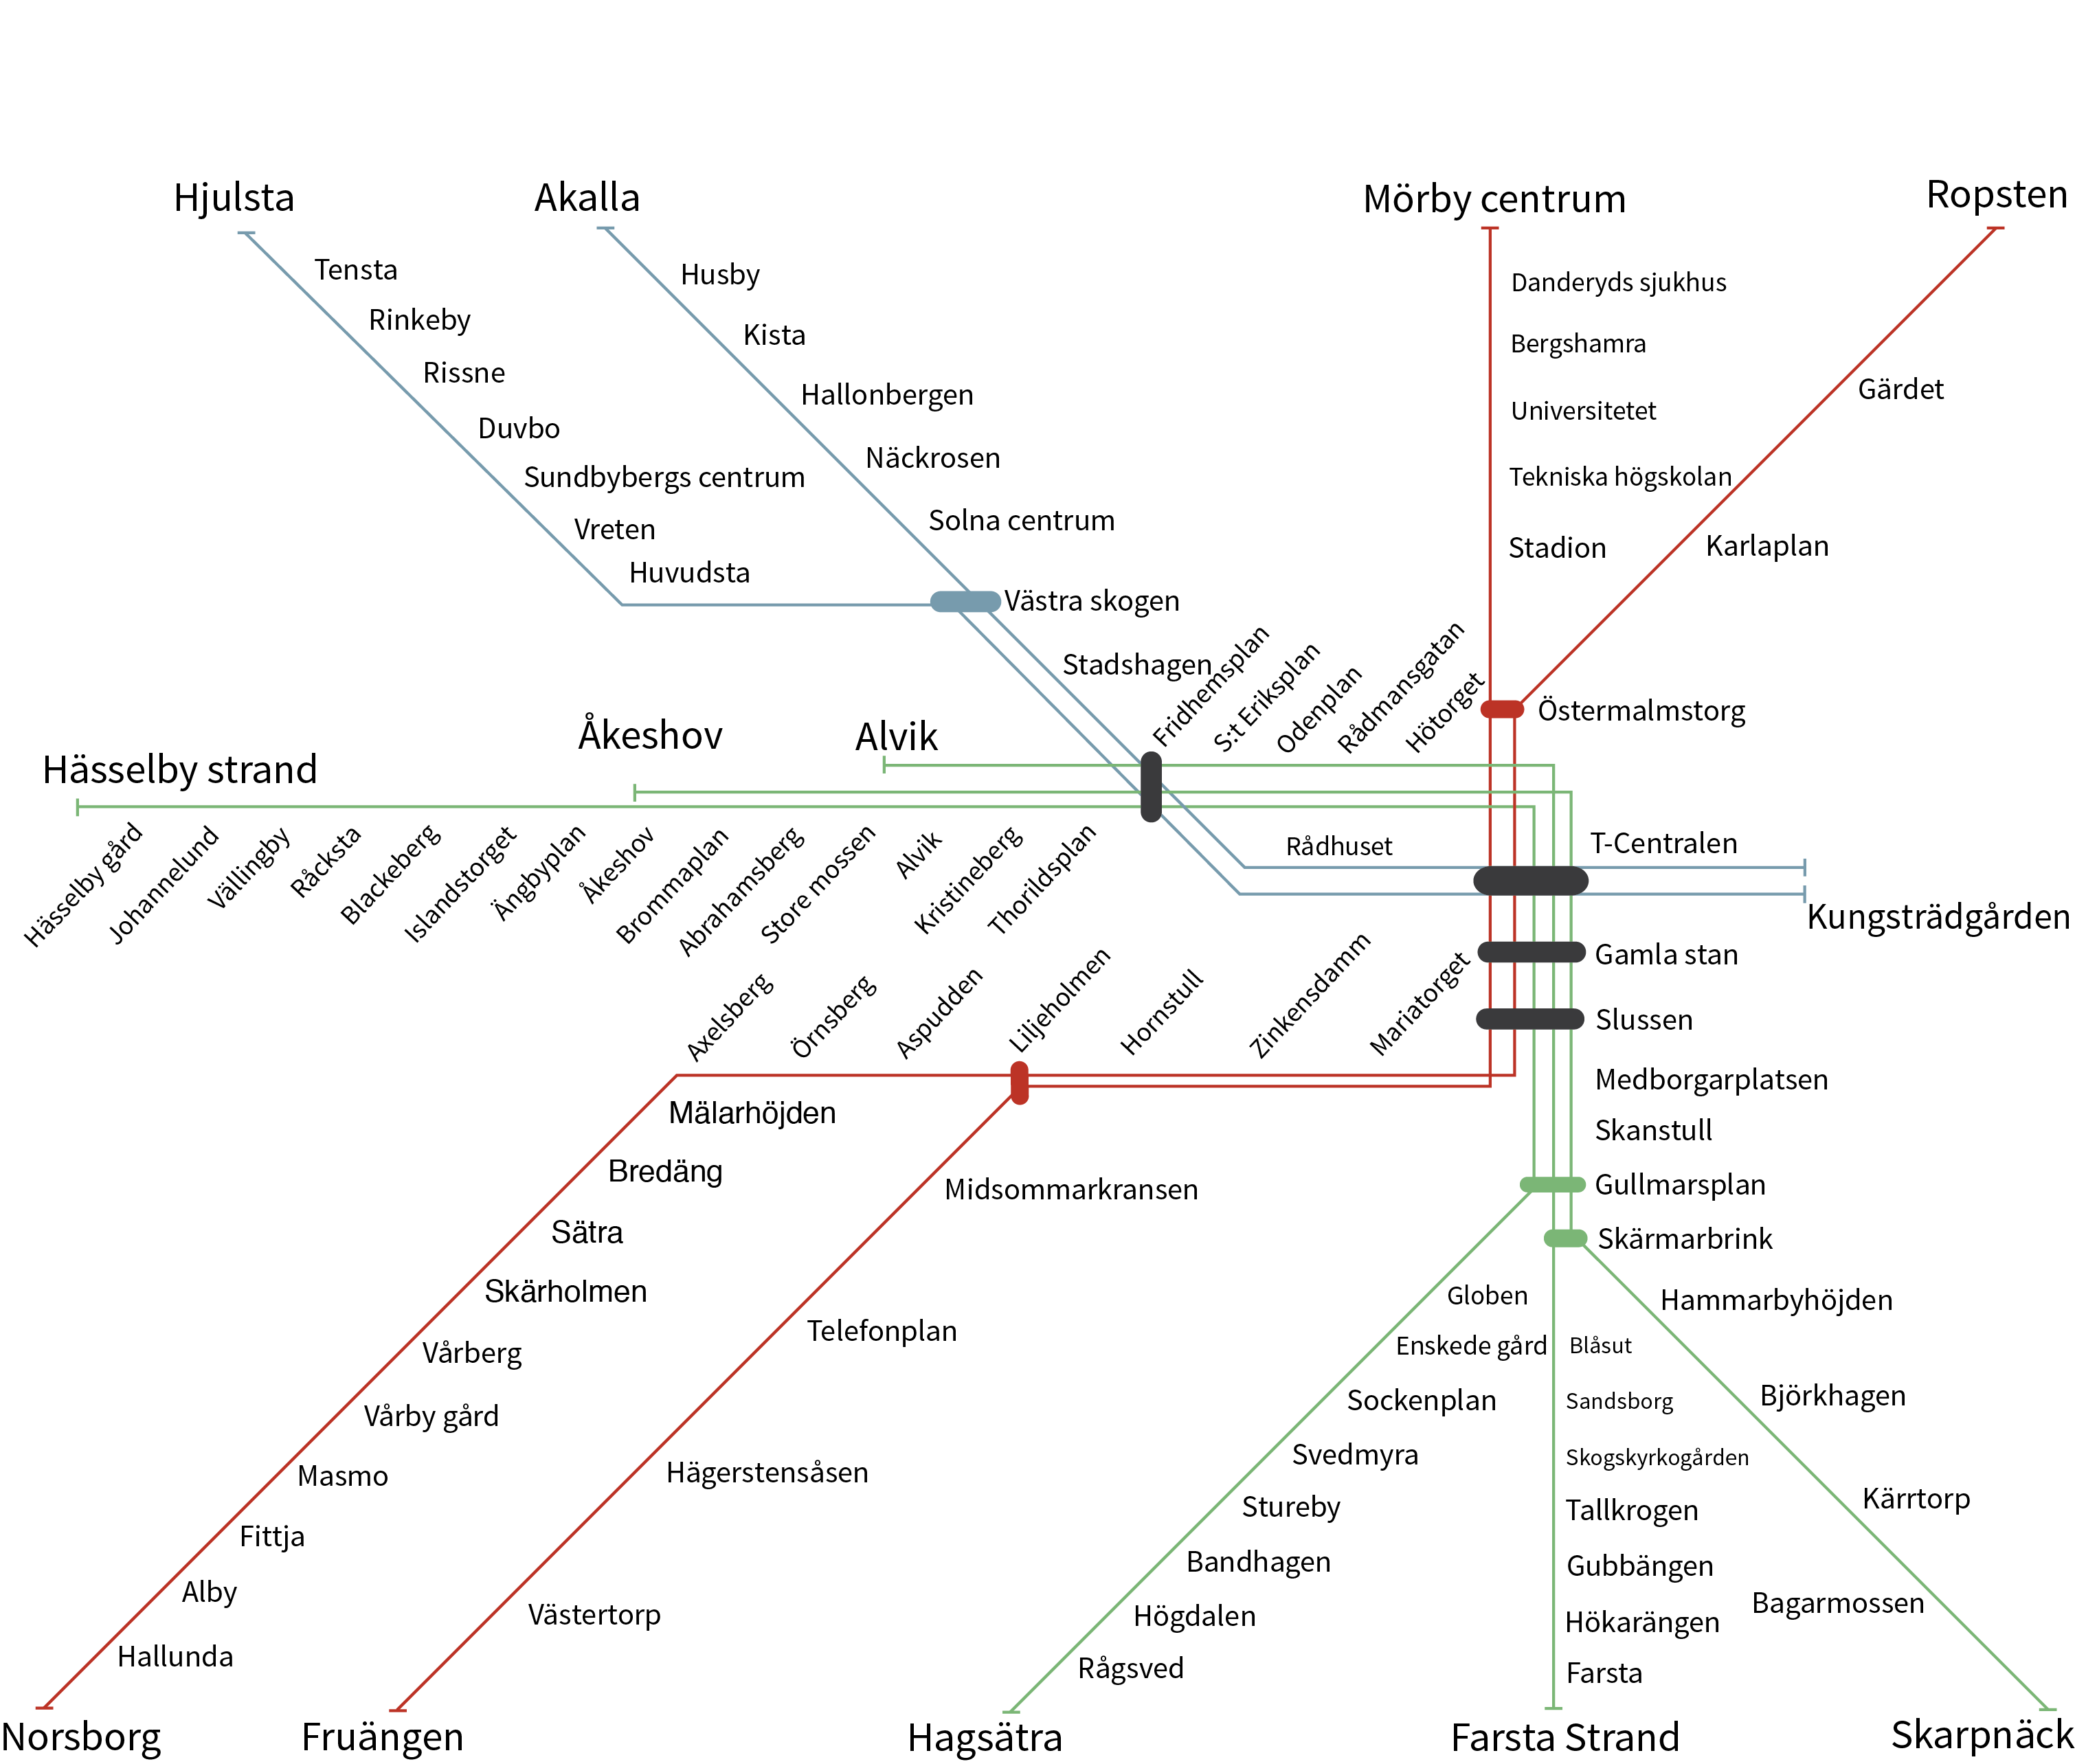 Hjulsta
Akalla
Mörby centrum
Ropsten
Tensta
Rinkeby
Rissne
Duvbo
Sundbybergs centrum
Vreten
Huvudsta
Husby
Kista
Hallonbergen
Näckrosen
Solna centrum
Västra skogen
Stadshagen
Danderyds sjukhus
Bergshamra
Universitetet
Tekniska högskolan
Stadion
Gärdet
Karlaplan
Östermalmstorg
Fridhemsplan
S:t Eriksplan
Odenplan
Rådmansgatan
Hötorget
Hässelby strand
Åkeshov
Alvik
Hässelby gård
Johannelund
Vällingby
Råcksta
Blackeberg
Islandstorget
Ängbyplan
Åkeshov
Brommaplan
Abrahamsberg
Store mossen
Alvik
Kristineberg
Thorildsplan
Rådhuset
T-Centralen
Kungsträdgården
Gamla stan
Slussen
Axelsberg
Örnsberg
Aspudden
Liljeholmen
Hornstull
Zinkensdamm
Mariatorget
Medborgarplatsen
Skanstull
Gullmarsplan
Skärmarbrink
Mälarhöjden
Bredäng
Sätra
Skärholmen
Vårberg
Vårby gård
Masmo
Fittja
Alby
Hallunda
Midsommarkransen
Telefonplan
Hägerstensåsen
Västertorp
Globen
Enskede gård
Sockenplan
Svedmyra
Stureby
Bandhagen
Högdalen
Rågsved
Blåsut
Sandsborg
Skogskyrkogården
Tallkrogen
Gubbängen
Hökarängen
Farsta
Hammarbyhöjden
Björkhagen
Kärrtorp
Bagarmossen
Norsborg
Fruängen
Hagsätra
Farsta Strand
Skarpnäck